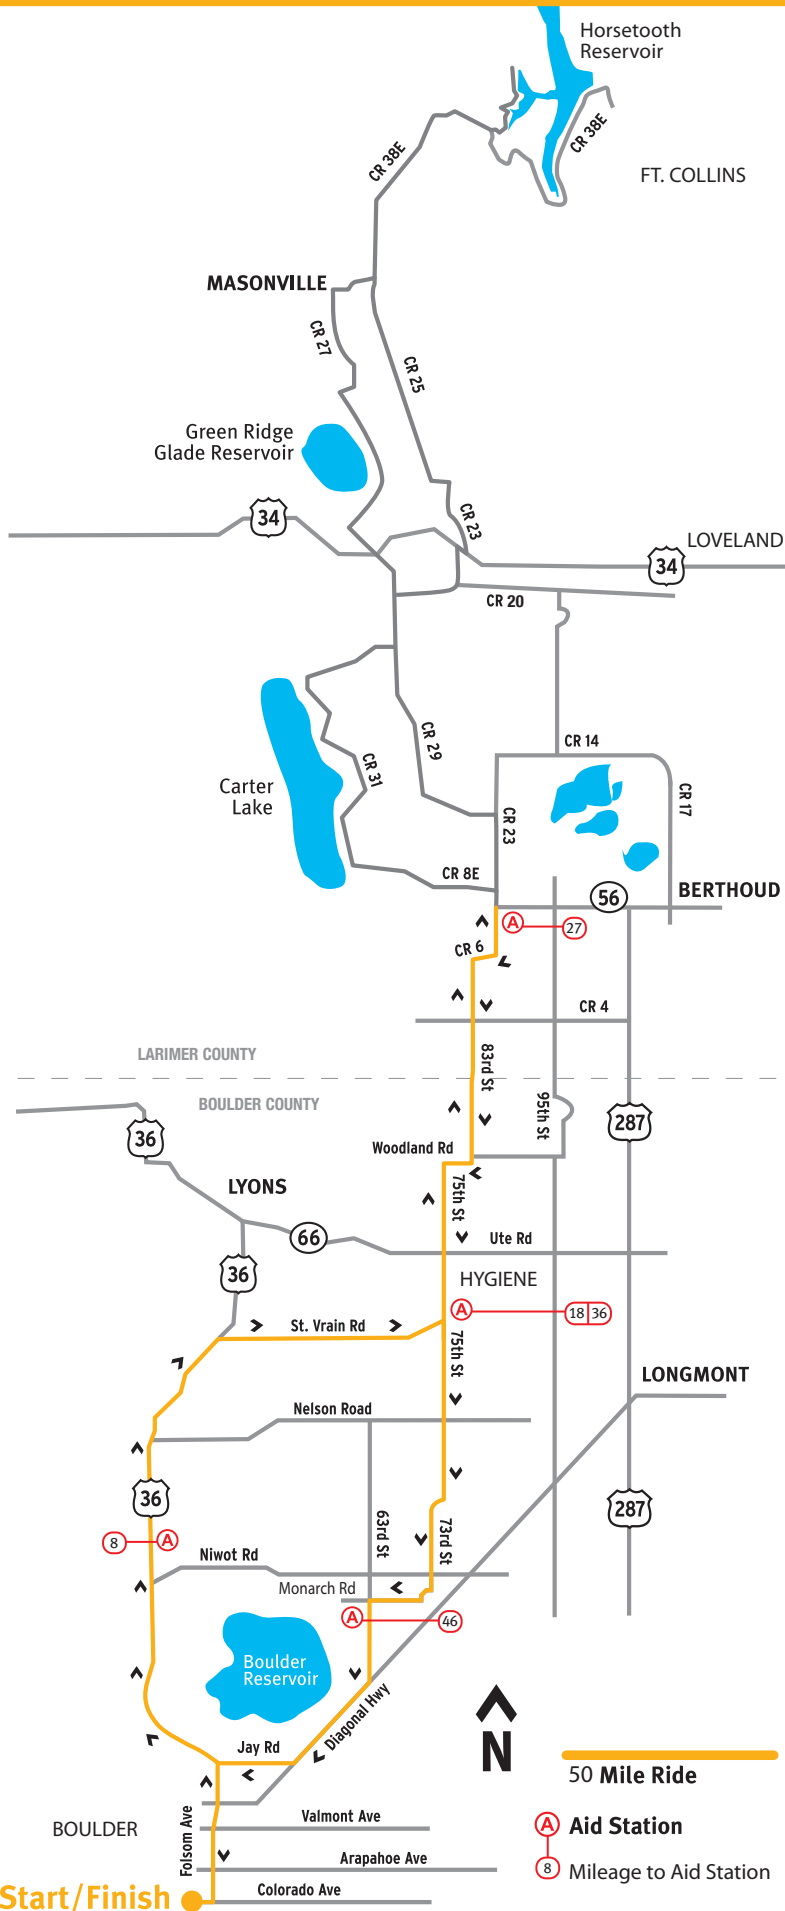 Horsetooth
Reservoir
CR 38E
CR 38E
FT. COLLINS
MASONVILLE
CR 27
CR 25
Green Ridge
Glade Reservoir
34
CR 23
LOVELAND
34
CR 20
CR 14
CR 29
CR 31
Carter
Lake
CR 17
CR 23
CR 8E
56
BERTHOUD
A
27
CR 6
CR 4
LARIMER COUNTY
83rd St
BOULDER COUNTY
95th St
287
36
Woodland Rd
LYONS
75th St
66
Ute Rd
36
HYGIENE
A
18 36
St. Vrain Rd
75th St
LONGMONT
Nelson Road
36
287
63rd St
73rd St
8
A
Niwot Rd
Monarch Rd
A
46
Boulder
Reservoir
Diagonal Hwy
N
Jay Rd
50 Mile Ride
BOULDER
Folsom Ave
Valmont Ave
A
Aid Station
Arapahoe Ave
8
Mileage to Aid Station
Colorado Ave
Start/Finish